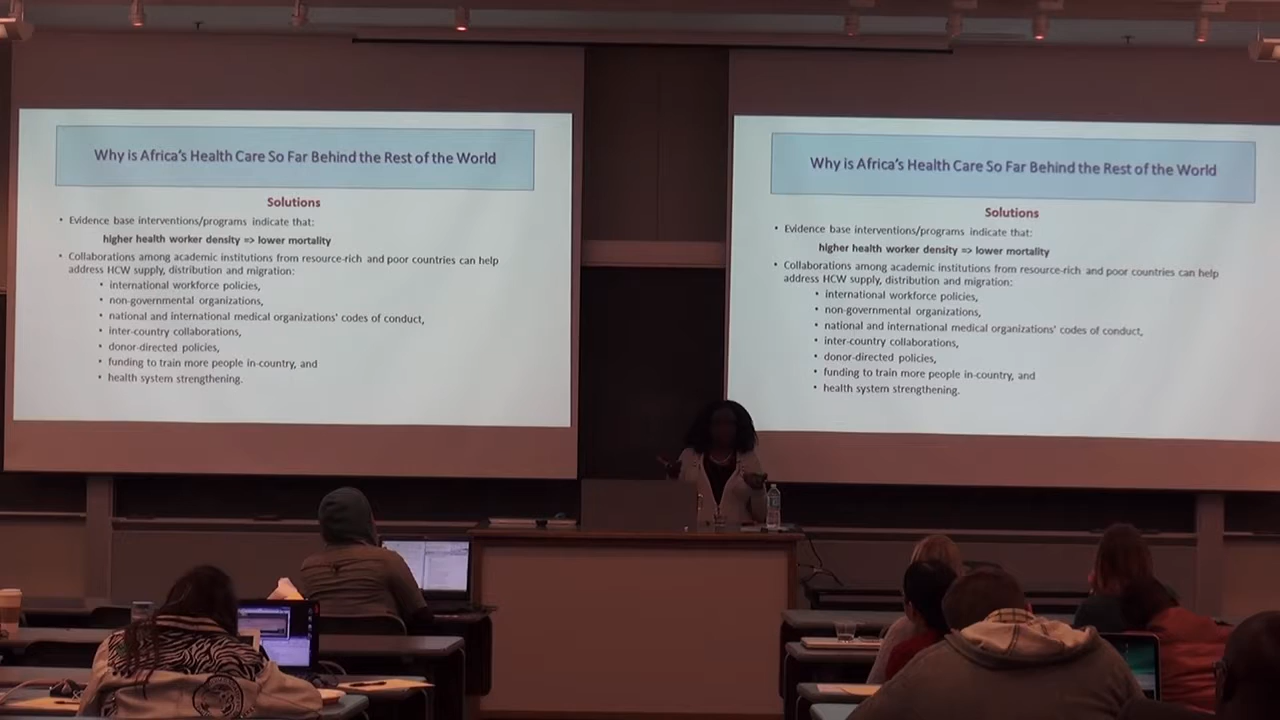 Why is Africa's Health Care So Far Behind the Rest of the World
Solutions
• Evidence base interventions/programs indicate that:
higher health worker density => lower mortality
• Collaborations among academic institutions from resource-rich and poor countries can help
address HCW supply, distribution and migration:
• international workforce policies,
• non-governmental organizations,
• national and international medical organizations' codes of conduct,
• inter-country collaborations,
• donor-directed policies,
• funding to train more people in-country, and
• health system strengthening.
Why is Africa's Health Care So Far Behind the Rest of the World
Solutions
• Evidence base interventions/programs indicate that:
higher health worker density => lower mortality
• Collaborations among academic institutions from resource-rich and poor countries can help
address HCW supply, distribution and migration:
• international workforce policies,
• non-governmental organizations,
• national and international medical organizations' codes of conduct,
• inter-country collaborations,
• donor-directed policies,
• funding to train more people in-country, and
• health system strengthening.